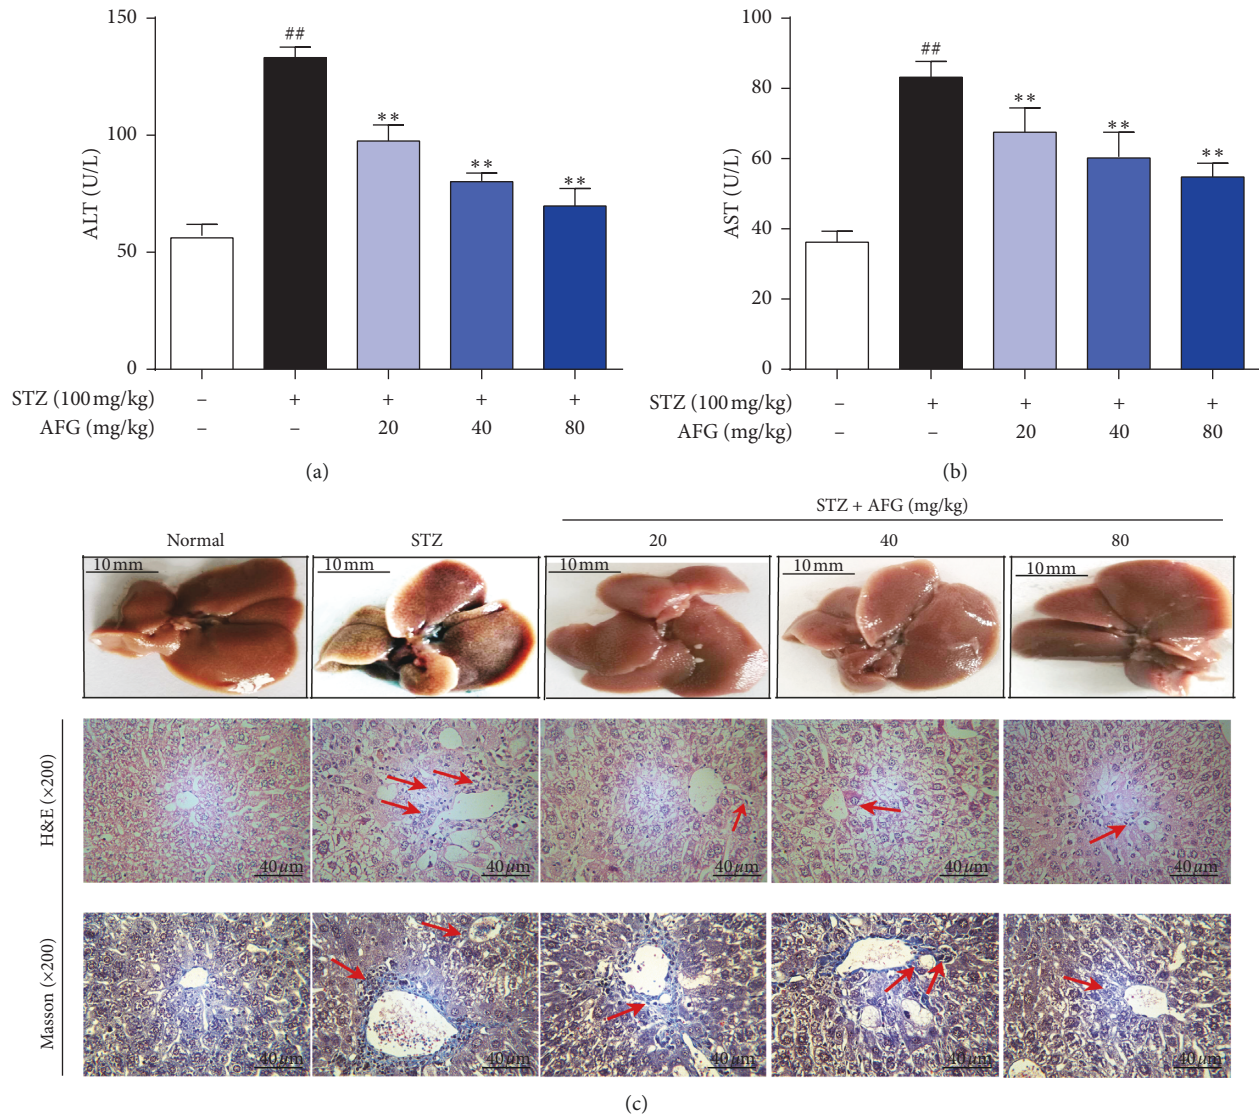 150
100
50
0
ALT (U/L)
##
**
**
**
STZ (100 mg/kg) – + + + +
AFG (mg/kg) – – 20 40 80
(a)
100
80
60
40
20
0
AST (U/L)
##
**
**
**
STZ (100 mg/kg) – + + + +
AFG (mg/kg) – – 20 40 80
(b)
STZ + AFG (mg/kg)
Normal STZ 20 40 80
10 mm 10 mm 10 mm 10 mm 10 mm
H&E (×200)
40 μm 40 μm 40 μm 40 μm 40 μm
Masson (×200)
40 μm 40 μm 40 μm 40 μm 40 μm
(c)